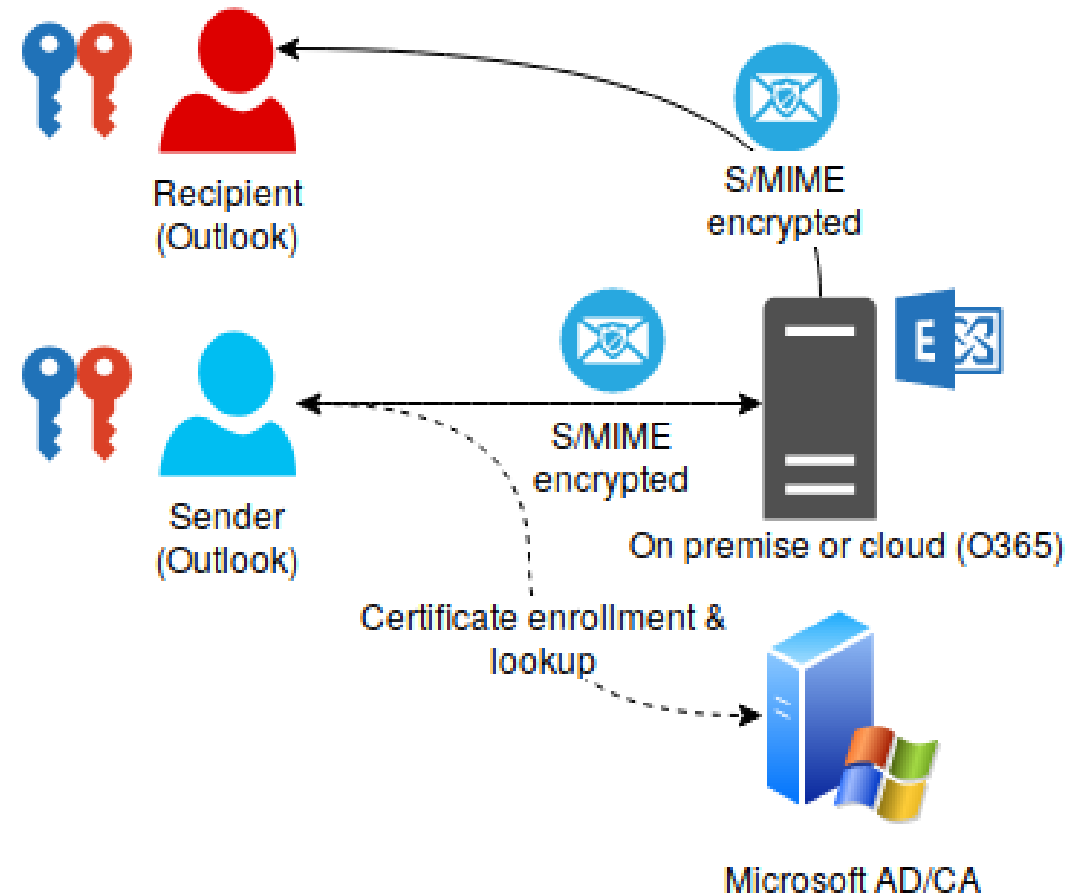 Recipient
(Outlook)
S/MIME
encrypted
E
S/MIME
encrypted
Sender
(Outlook)
On premise or cloud (O365)
Certificate enrollment &
lookup
Microsoft AD/CA